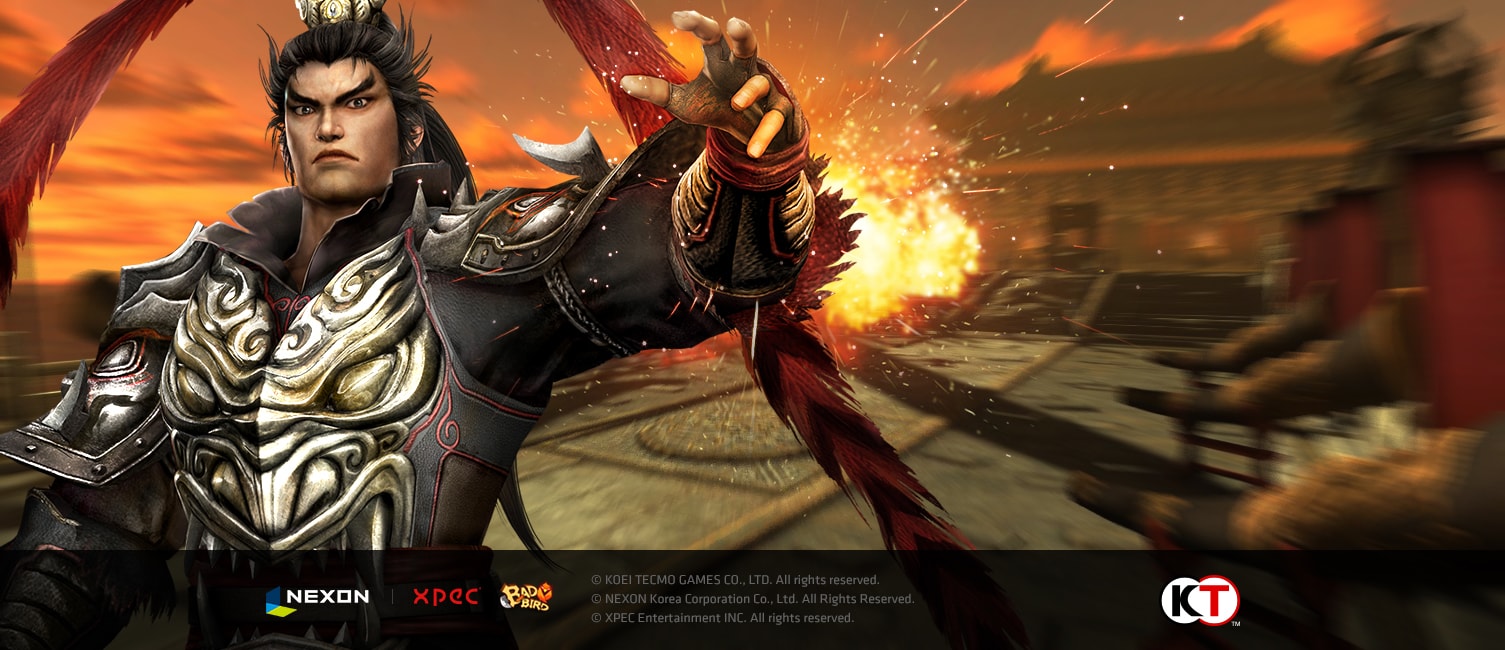 NEXON
XPEC
BAD BIRD
© KOEI TECMO GAMES CO., LTD. All rights reserved.
© NEXON Korea Corporation Co., Ltd. All Rights Reserved.
© XPEC Entertainment INC. All rights reserved.
KT
TM